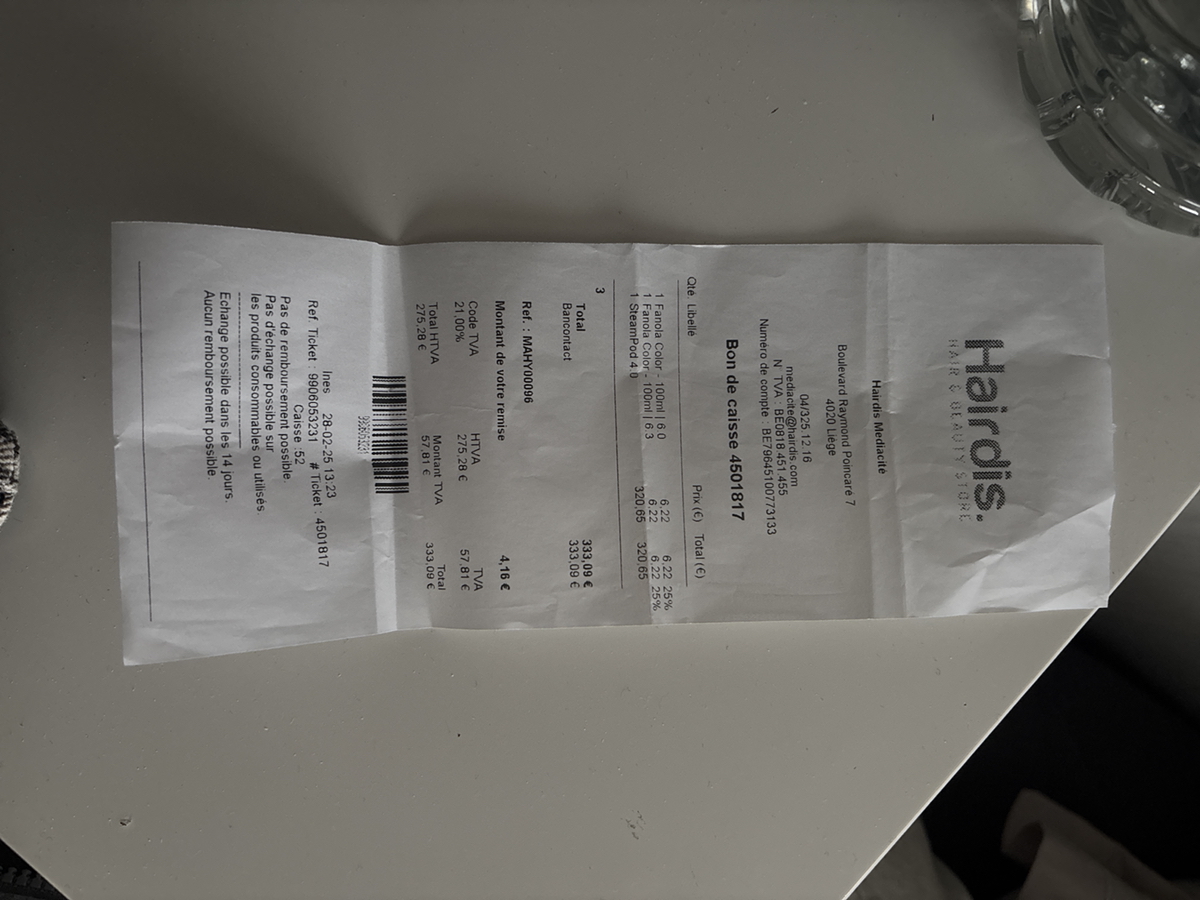 Hairdis.
HAIR & BEAUTY STORE
Hairdis Mediacité
Boulevard Raymond Poincare 7
4020 Liège
04/325 12 16
mediacite@hairdis.com
N° TVA : BE0818.451.455
Numéro de compte : BE79645100773133
Bon de caisse 4501817
Qté Libellé Prix (€) Total (€)
1 Fanola Color - 100ml | 6.0 6.22 6.22 25%
1 Fanola Color - 100ml | 6.3 6.22 6.22 25%
1 SteamPod 4.0 320.65 320.65
3
Total 333,09 €
Bancontact 333,09 €
Ref. : MAHY00096
Montant de votre remise 4,16 €
Code TVA HTVA TVA
21,00% 275,28 € 57,81 €
Total HTVA Montant TVA Total
275,28 € 57,81 € 333,09 €
9906053231
Ines 28-02-25 13:23
Ref. Ticket : 9906053231 # Ticket : 4501817
Caisse :52
Pas de remboursement possible.
Pas d'échange possible sur
les produits consommables ou utilisés.
Echange possible dans les 14 jours.
Aucun remboursement possible.